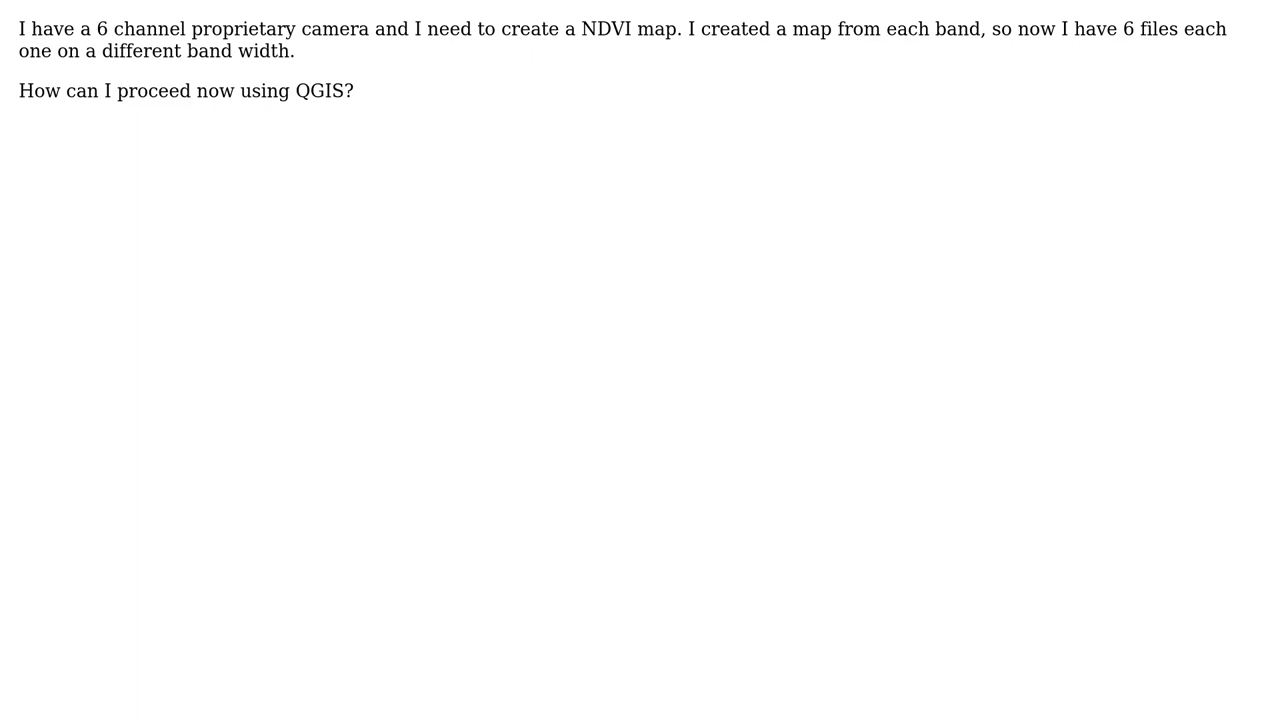 I have a 6 channel proprietary camera and I need to create a NDVI map. I created a map from each band, so now I have 6 files each
one on a different band width.
How can I proceed now using QGIS?